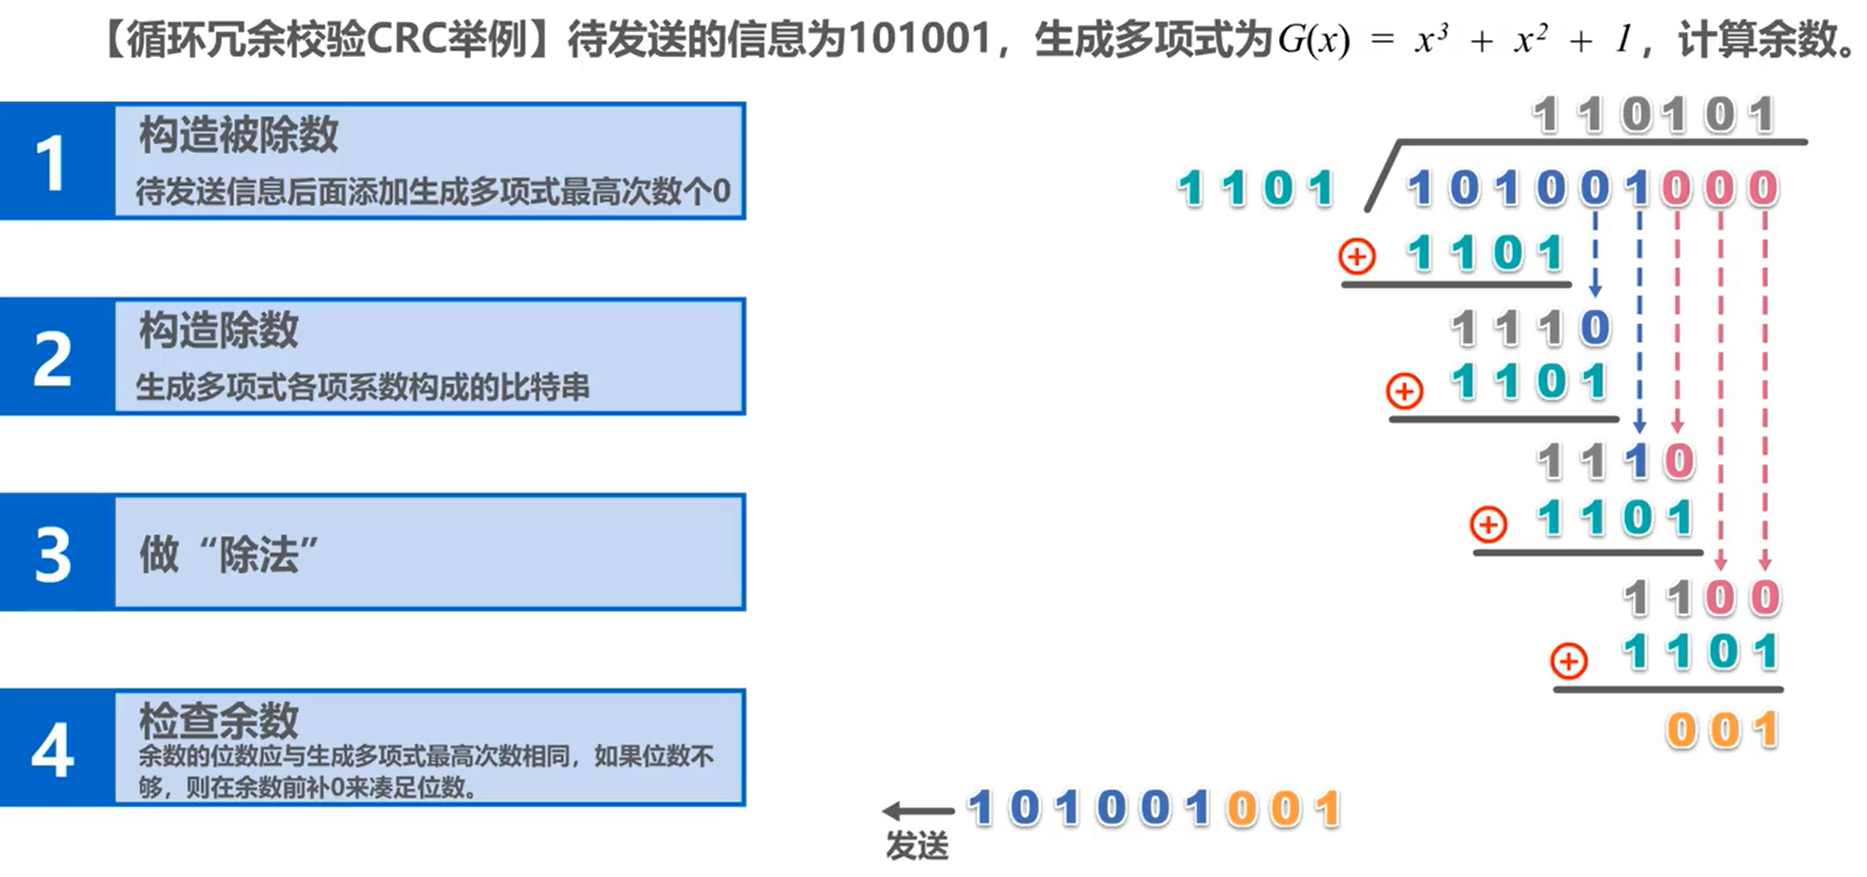 【循环冗余校验CRC举例】待发送的信息为101001，生成多项式为G(x) = x³ + x² + 1，计算余数。
1
构造被除数
待发送信息后面添加生成多项式最高次数个0
2
构造除数
生成多项式各项系数构成的比特串
3
做“除法”
4
检查余数
余数的位数应与生成多项式最高次数相同，如果位数不
够，则在余数前补0来凑足位数。
110101
1101 101001000
1101
1110
1101
1110
1101
1100
1101
001
101001001
发送